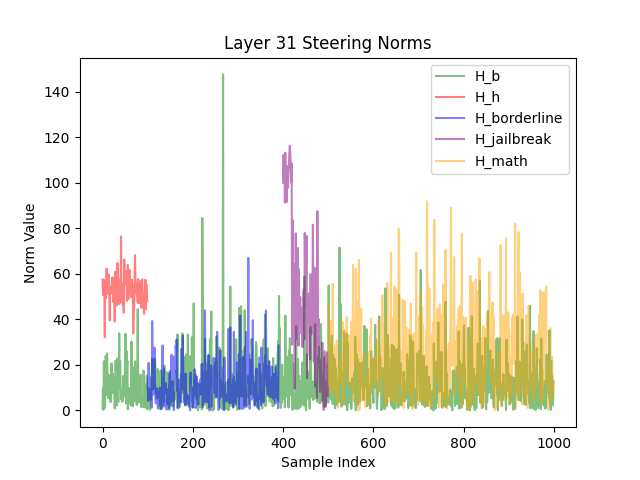 Layer 31 Steering Norms
Norm Value
140
120
100
80
60
40
20
0
H_b
H_h
H_borderline
H_jailbreak
H_math
0
200
400
600
800
1000
Sample Index